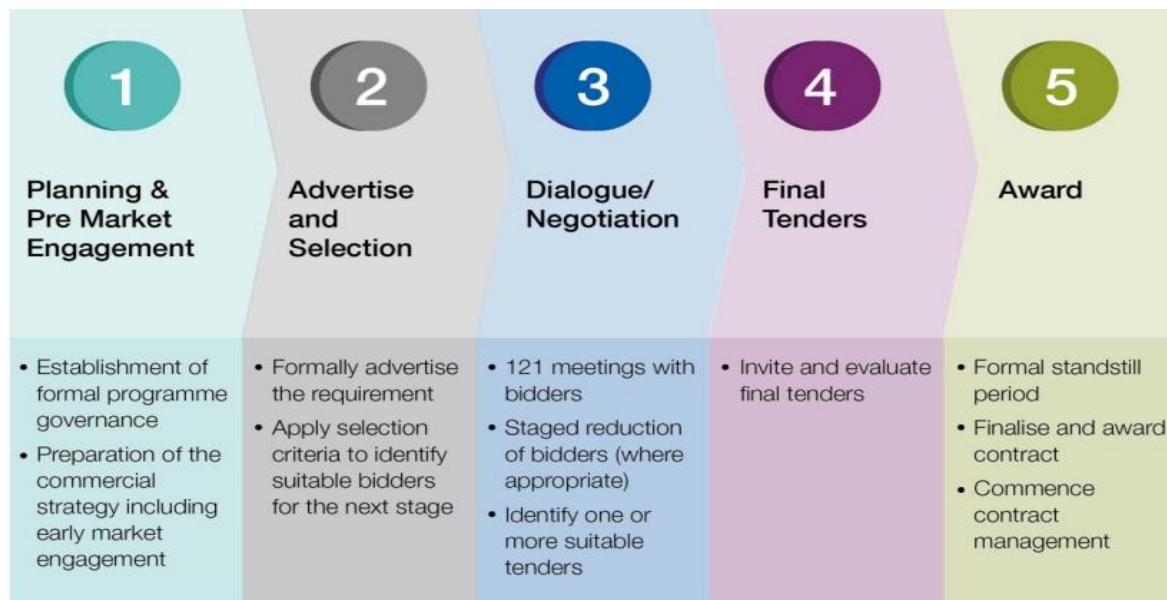 1
Planning &
Pre Market
Engagement
• Establishment of
formal programme
governance
• Preparation of the
commercial
strategy including
early market
engagement
2
Advertise
and
Selection
• Formally advertise
the requirement
• Apply selection
criteria to identify
suitable bidders
for the next stage
3
Dialogue/
Negotiation
• 121 meetings with
bidders
• Staged reduction
of bidders (where
appropriate)
• Identify one or
more suitable
tenders
4
Final
Tenders
• Invite and evaluate
final tenders
5
Award
• Formal standstill
period
• Finalise and award
contract
• Commence
contract
management